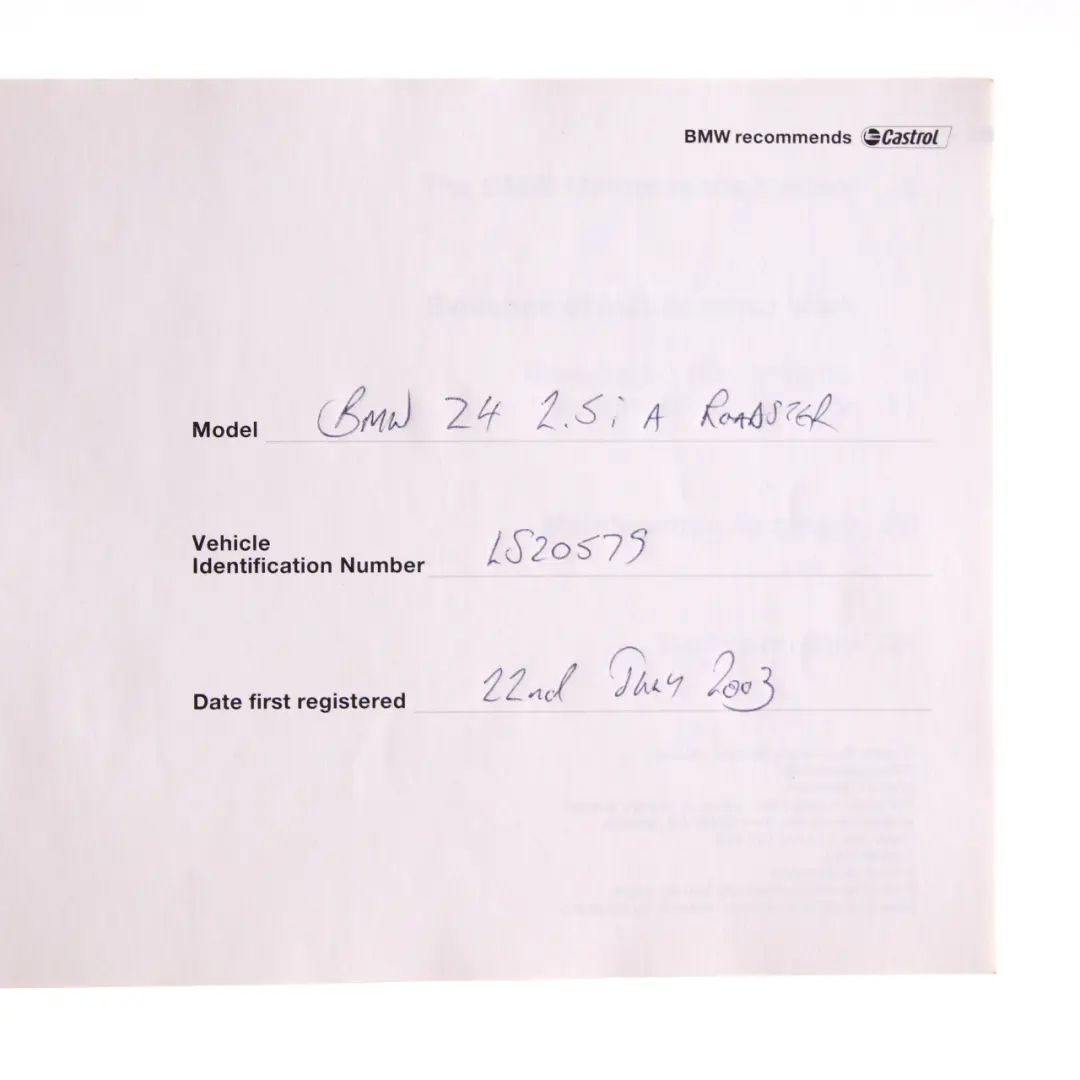 BMW recommends Castrol
Model BMW Z4 2.5i A ROADSTER
Vehicle
Identification Number LS20579
Date first registered 22nd July 2003